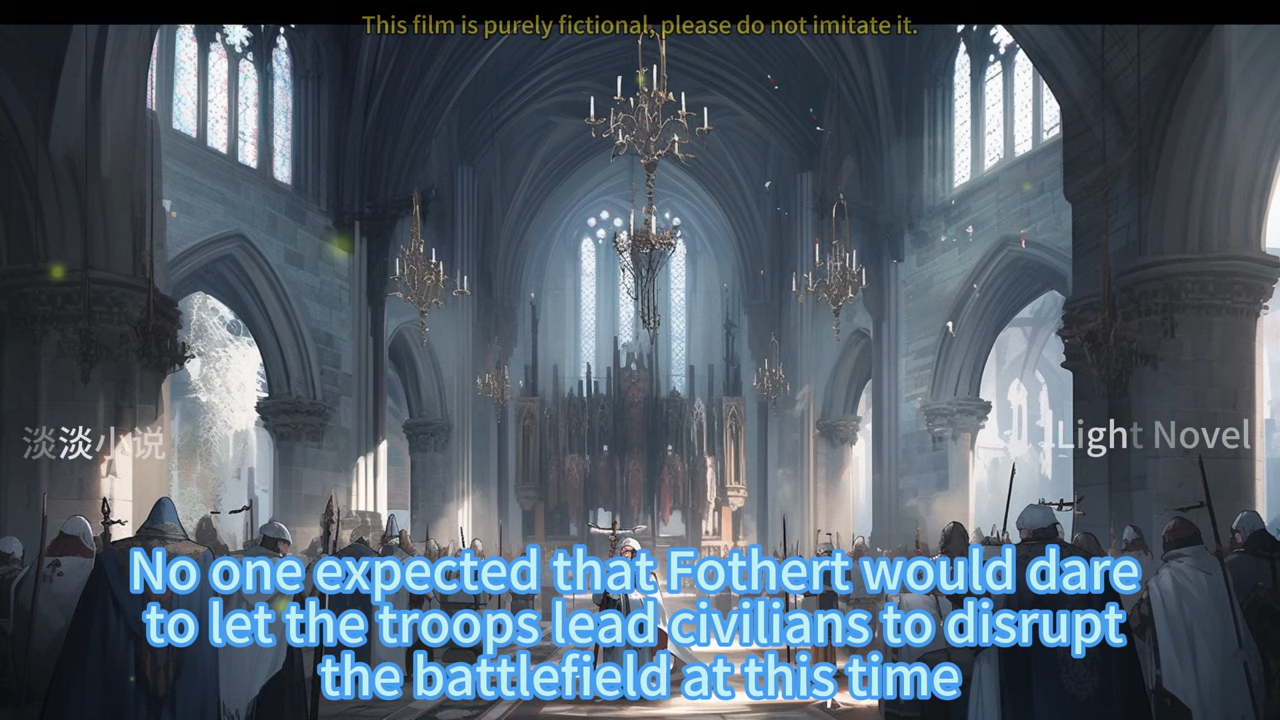 This film is purely fictional, please do not imitate it.
淡淡小说
Light Novel
No one expected that Fothert would dare
to let the troops lead civilians to disrupt
the battlefield at this time